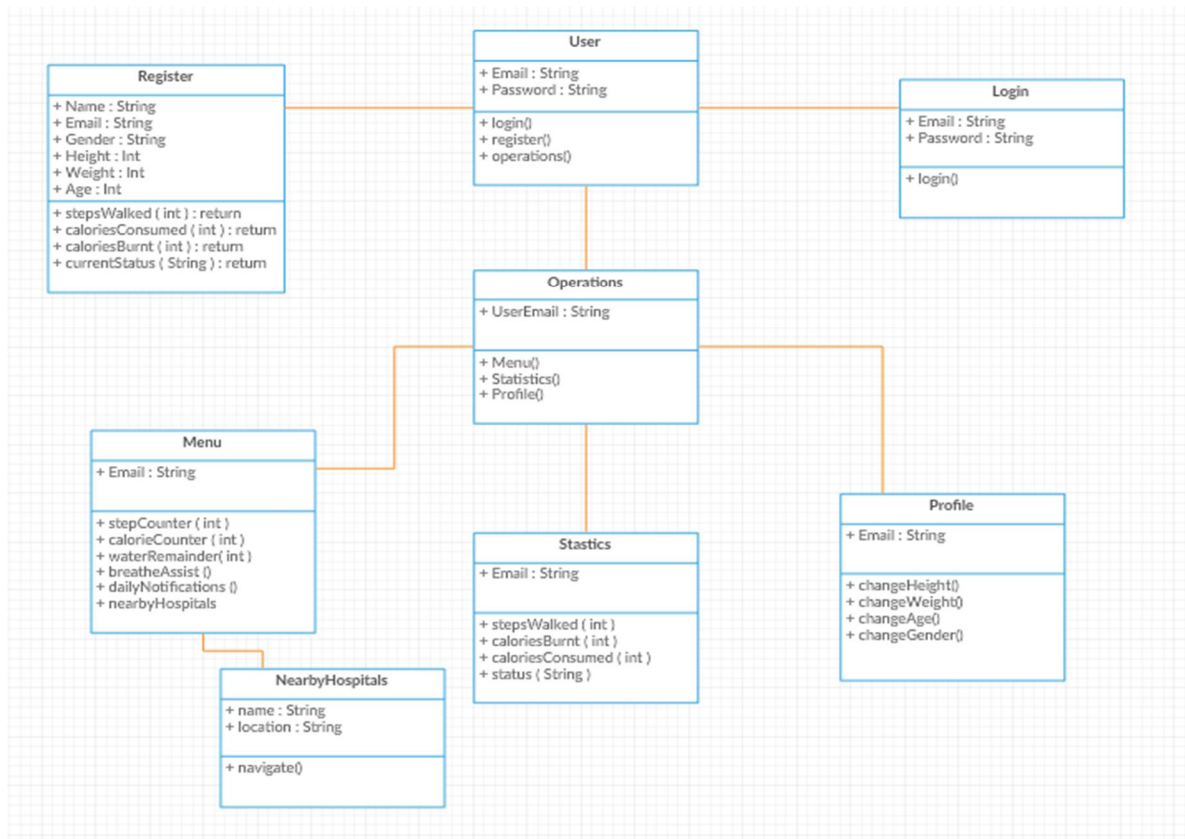 User
+ Email : String
+ Password : String
+ login()
+ register()
+ operations()
Register
+ Name : String
+ Email : String
+ Gender : String
+ Height : Int
+ Weight : Int
+ Age : Int
+ stepsWalked ( int ) : return
+ caloriesConsumed ( int ) : return
+ caloriesBurnt ( int ) : return
+ currentStatus ( String ) : return
Login
+ Email : String
+ Password : String
+ login()
Operations
+ UserEmail : String
+ Menu()
+ Statistics()
+ Profile()
Menu
+ Email : String
+ stepCounter ( int )
+ calorieCounter ( int )
+ waterRemainder( int )
+ breatheAssist ()
+ dailyNotifications ()
+ nearbyHospitals
Stastics
+ Email : String
+ stepsWalked ( int )
+ caloriesBurnt ( int )
+ caloriesConsumed ( int )
+ status ( String )
Profile
+ Email : String
+ changeHeight()
+ changeWeight()
+ changeAge()
+ changeGender()
NearbyHospitals
+ name : String
+ location : String
+ navigate()